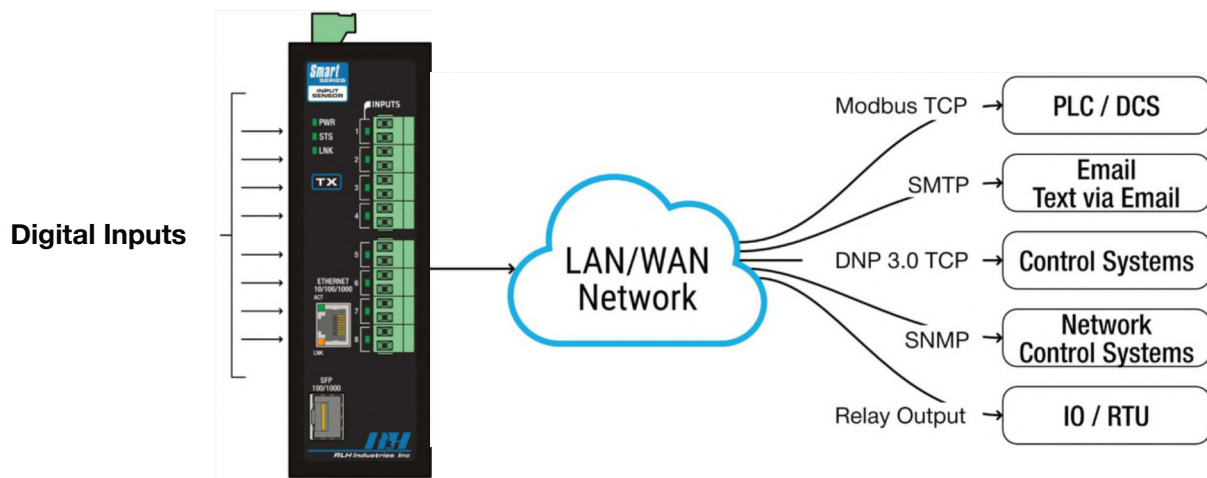 Digital Inputs
Smart
SERIES
INPUT
SENSOR
PWR
STS
LNK
TX
INPUTS
1
2
3
4
5
6
7
8
ETHERNET
10/100/1000
ACT
LNK
SFP
100/1000
RLH
RLH Industries Inc
LAN/WAN
Network
Modbus TCP
PLC / DCS
SMTP
Email
Text via Email
DNP 3.0 TCP
Control Systems
SNMP
Network
Control Systems
Relay Output
IO / RTU